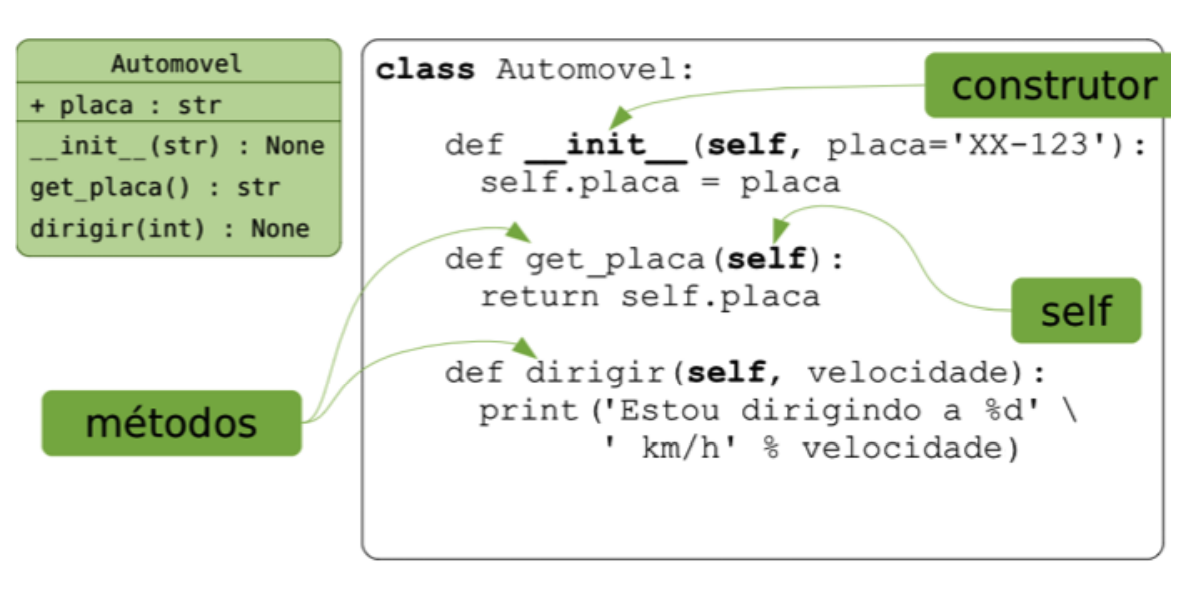 Automovel
+ placa : str
__init__(str) : None
get_placa() : str
dirigir(int) : None
class Automovel:
construtor
def __init__(self, placa='XX-123'):
self.placa = placa
def get_placa(self):
return self.placa
self
def dirigir(self, velocidade):
print('Estou dirigindo a %d' \
' km/h' % velocidade)
métodos